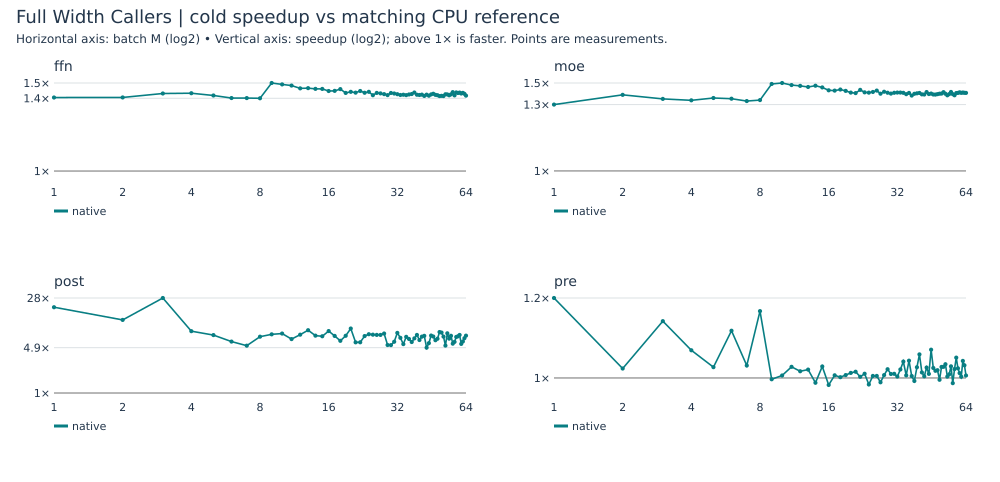 Full Width Callers | cold speedup vs matching CPU reference
Horizontal axis: batch M (log2) • Vertical axis: speedup (log2); above 1× is faster. Points are measurements.
ffn
1.5×
1.4×
1×
1 2 4 8 16 32 64
native
moe
1.5×
1.3×
1×
1 2 4 8 16 32 64
native
post
28×
4.9×
1×
1 2 4 8 16 32 64
native
pre
1.2×
1×
1 2 4 8 16 32 64
native